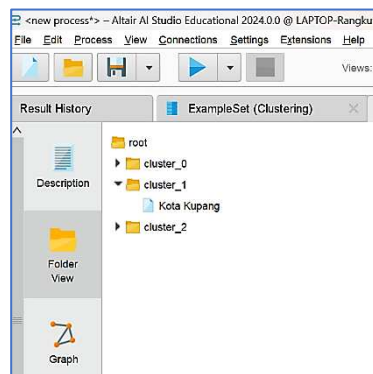 <new process*> – Altair AI Studio Educational 2024.0.0 @ LAPTOP-Rangku
File Edit Process View Connections Settings Extensions Help
Views:
Result History ExampleSet (Clustering)
root
cluster_0
Description
cluster_1
Kota Kupang
cluster_2
Folder
View
Graph